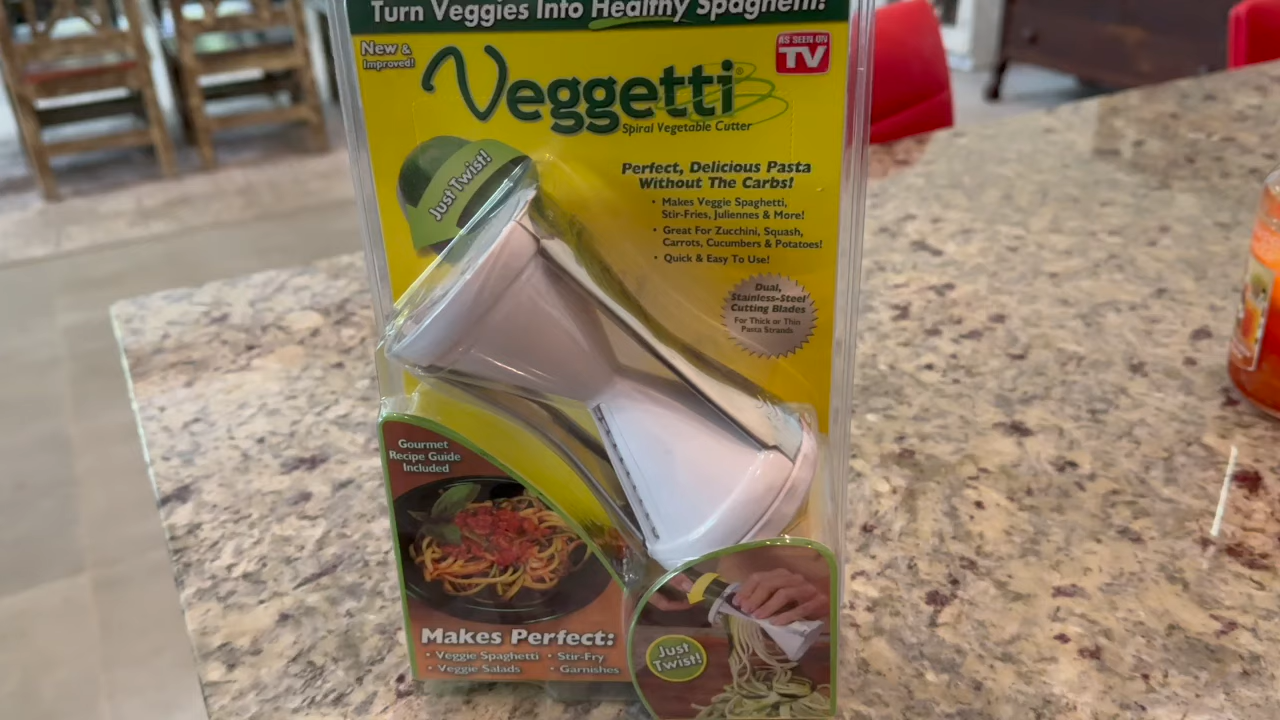 Turn Veggies Into Healthy Spaghetti!
New &
Improved!
AS SEEN ON
TV
Veggetti®
Spiral Vegetable Cutter
Just Twist!
Perfect, Delicious Pasta
Without The Carbs!
• Makes Veggie Spaghetti,
Stir-Fries, Juliennes & More!
• Great For Zucchini, Squash,
Carrots, Cucumbers & Potatoes!
• Quick & Easy To Use!
Dual,
Stainless-Steel
Cutting Blades
For Thick or Thin
Pasta Strands
Gourmet
Recipe Guide
Included
Makes Perfect:
• Veggie Spaghetti • Stir-Fry
• Veggie Salads • Garnishes
Just
Twist!